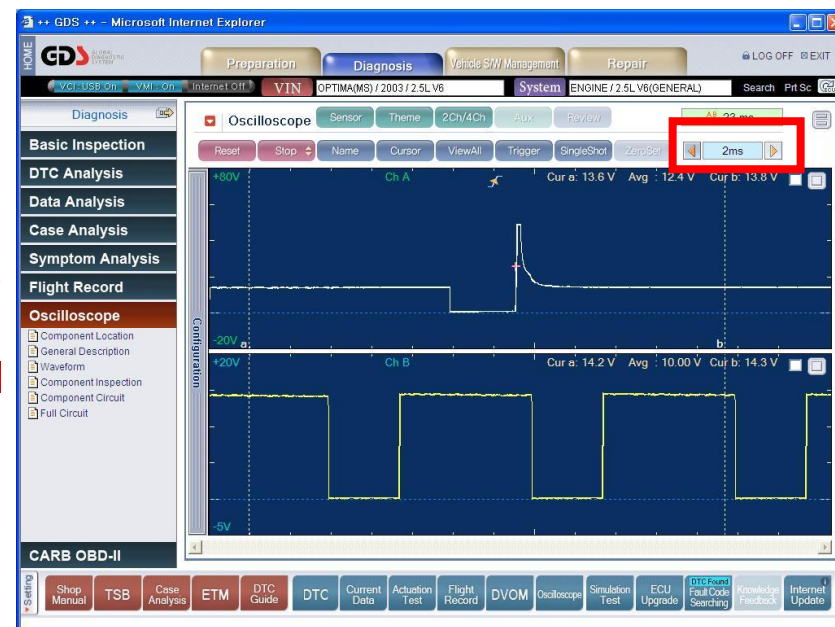 ++ GDS ++ - Microsoft Internet Explorer
HOME
GDS GLOBAL DIAGNOSTIC SYSTEM
Preparation Diagnosis Vehicle S/W Management Repair
LOG OFF EXIT
VCI-USB On VMI-On Internet Off VIN OPTIMA(MS) / 2003 / 2.5L V6 System ENGINE / 2.5L V6(GENERAL) Search Prt Sc
Diagnosis
Basic Inspection
DTC Analysis
Data Analysis
Case Analysis
Symptom Analysis
Flight Record
Oscilloscope
Component Location
General Description
Waveform
Component Inspection
Component Circuit
Full Circuit
CARB OBD-II
Oscilloscope Sensor Theme 2Ch/4Ch Aux Review
Reset Stop Name Cursor ViewAll Trigger SingleShot ZeroSet 2ms
Configuration
+80V Ch A Cur a: 13.6 V Avg : 12.4 V Cur b: 13.8 V
-20V a b
+20V Ch B Cur a: 14.2 V Avg : 10.00 V Cur b: 14.3 V
-5V
Setting
Shop Manual
TSB
Case Analysis
ETM
DTC Guide
DTC
Current Data
Actuation Test
Flight Record
DVOM
Oscilloscope
Simulation Test
ECU Upgrade
DTC Found
Fault Code Searching
Knowledge Feedback
Internet Update